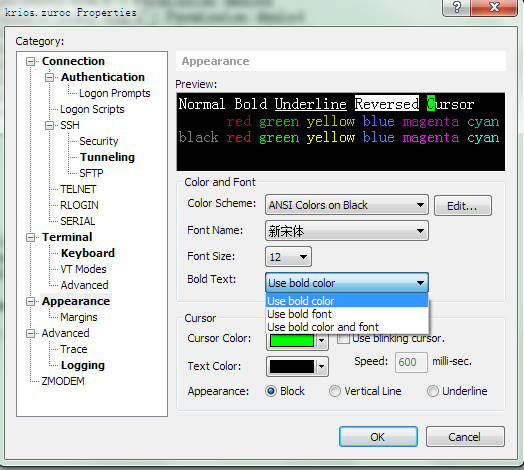 krios.zuroc Properties
Category:
Connection
Authentication
Logon Prompts
Logon Scripts
SSH
Security
Tunneling
SFTP
TELNET
RLOGIN
SERIAL
Terminal
Keyboard
VT Modes
Advanced
Appearance
Margins
Advanced
Trace
Logging
ZMODEM
Appearance
Preview:
Normal Bold Underline Reversed Cursor
red green yellow blue magenta cyan
black red green yellow blue magenta cyan
Color and Font
Color Scheme: ANSI Colors on Black Edit...
Font Name: 新宋体
Font Size: 12
Bold Text: Use bold color
Use bold color
Use bold font
Use bold color and font
Cursor
Cursor Color: Use blinking cursor.
Text Color: Speed: 600 milli-sec.
Appearance: Block Vertical Line Underline
OK Cancel